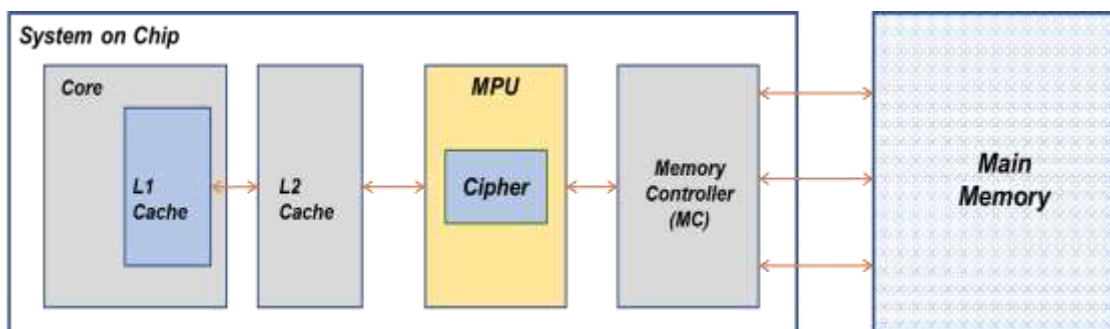 System on Chip
Core
L1
Cache
L2
Cache
MPU
Cipher
Memory
Controller
(MC)
Main
Memory